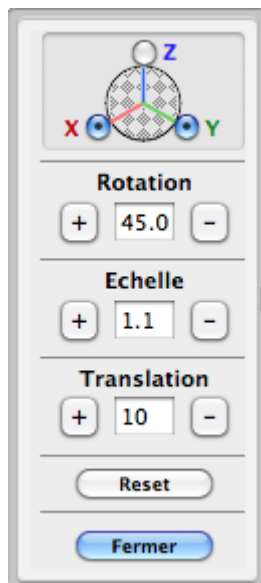 Z
X Y
Rotation
+ 45.0 -
Echelle
+ 1.1 -
Translation
+ 10 -
Reset
Fermer